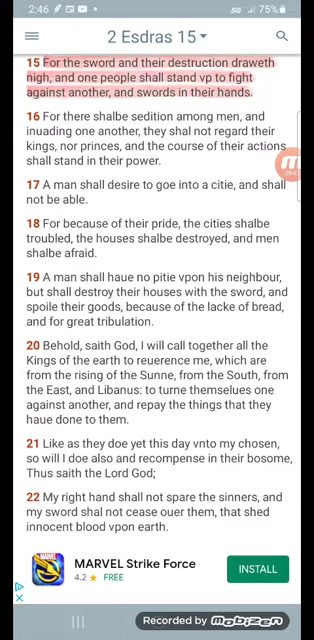 2:46
5G 75%
2 Esdras 15
15 For the sword and their destruction draweth
nigh, and one people shall stand vp to fight
against another, and swords in their hands.
16 For there shalbe sedition among men, and
inuading one another, they shal not regard their
kings, nor princes, and the course of their actions
shall stand in their power.
17 A man shall desire to goe into a citie, and shall
not be able.
18 For because of their pride, the cities shalbe
troubled, the houses shalbe destroyed, and men
shalbe afraid.
19 A man shall haue no pitie vpon his neighbour,
but shall destroy their houses with the sword, and
spoile their goods, because of the lacke of bread,
and for great tribulation.
20 Behold, saith God, I will call together all the
Kings of the earth to reuerence me, which are
from the rising of the Sunne, from the South, from
the East, and Libanus: to turne themselues one
against another, and repay the things that they
haue done to them.
21 Like as they doe yet this day vnto my chosen,
so will I doe also and recompense in their bosome,
Thus saith the Lord God;
22 My right hand shall not spare the sinners, and
my sword shal not cease ouer them, that shed
innocent blood vpon earth.
MARVEL Strike Force
4.2 ★ FREE
INSTALL
Recorded by mobizen